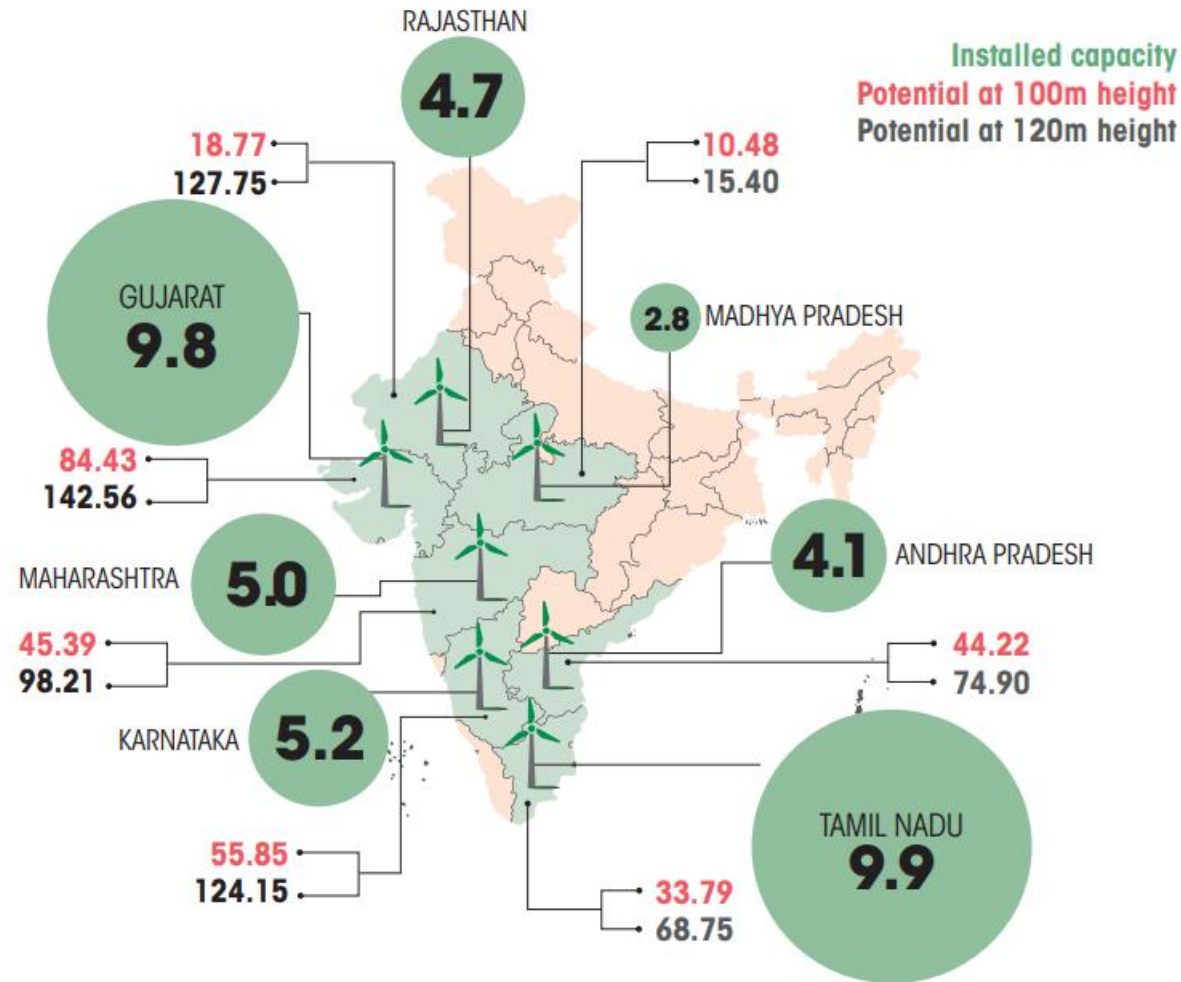 RAJASTHAN
4.7
Installed capacity
Potential at 100m height
Potential at 120m height
18.77
127.75
10.48
15.40
GUJARAT
9.8
2.8 MADHYA PRADESH
84.43
142.56
MAHARASHTRA
5.0
4.1 ANDHRA PRADESH
45.39
98.21
44.22
74.90
KARNATAKA
5.2
TAMIL NADU
9.9
55.85
124.15
33.79
68.75